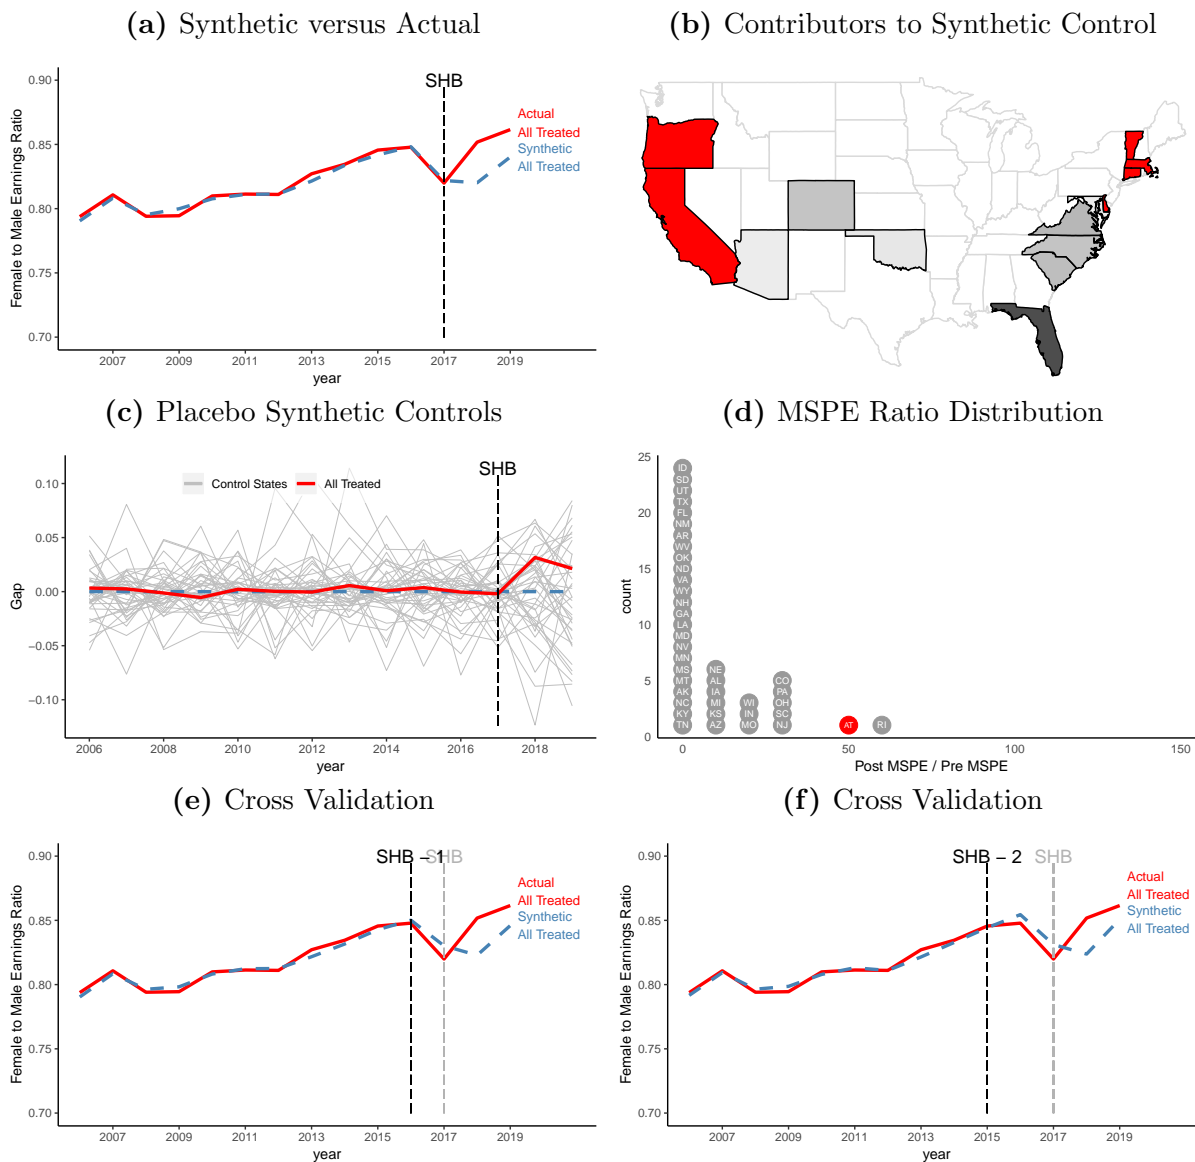 (a) Synthetic versus Actual
Female to Male Earnings Ratio
0.90
0.85
0.80
0.75
0.70
SHB
Actual
All Treated
Synthetic
All Treated
2007 2009 2011 2013 2015 2017 2019
year
(b) Contributors to Synthetic Control
(c) Placebo Synthetic Controls
Gap
0.10
0.05
0.00
−0.05
−0.10
SHB
Control States All Treated
2006 2008 2010 2012 2014 2016 2018
year
(d) MSPE Ratio Distribution
count
25
20
15
10
5
0
ID
SD
UT
TX
FL
NM
AR
WV
OK
ND
VA
WY
NH
GA
LA
MD
NV
MN
MS
MT
AK
NC
KY
TN
NE
AL
IA
MI
KS
AZ
WI
IN
MO
CO
PA
OH
SC
NJ
AT
RI
0 50 100 150
Post MSPE / Pre MSPE
(e) Cross Validation
Female to Male Earnings Ratio
0.90
0.85
0.80
0.75
0.70
SHB − 1
SHB
Actual
All Treated
Synthetic
All Treated
2007 2009 2011 2013 2015 2017 2019
year
(f) Cross Validation
Female to Male Earnings Ratio
0.90
0.85
0.80
0.75
0.70
SHB − 2
SHB
Actual
All Treated
Synthetic
All Treated
2007 2009 2011 2013 2015 2017 2019
year